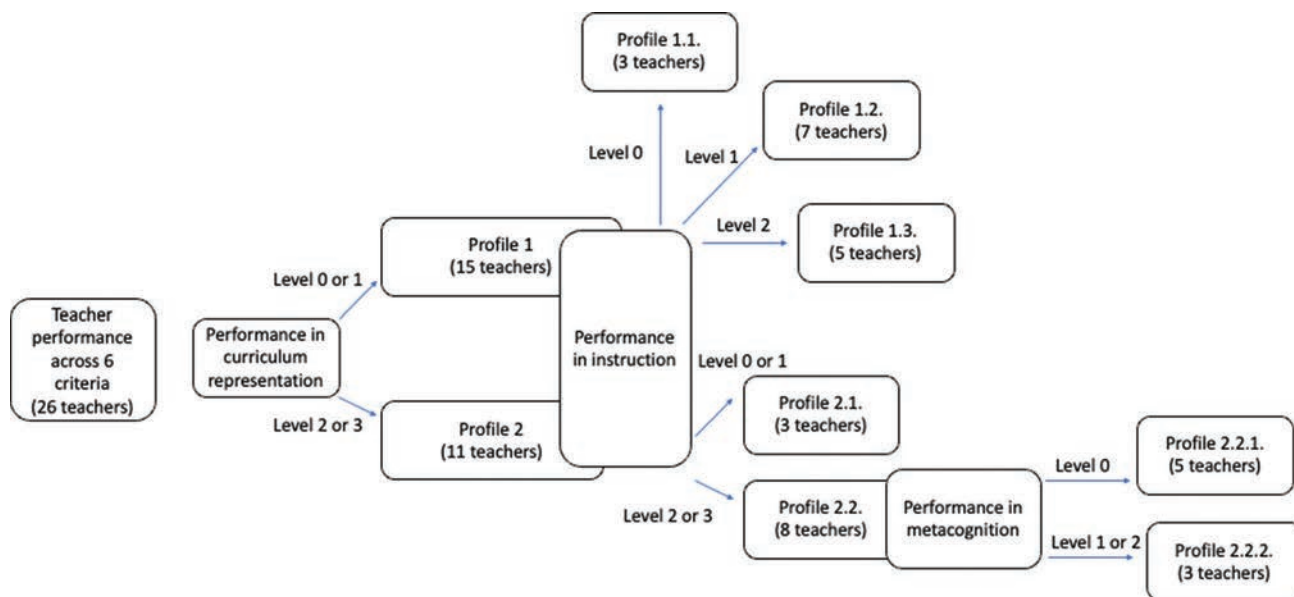 Profile 1.1.
(3 teachers)
Level 0
Level 1
Profile 1.2.
(7 teachers)
Level 2
Profile 1.3.
(5 teachers)
Profile 1
(15 teachers)
Level 0 or 1
Teacher
performance
across 6
criteria
(26 teachers)
Performance in
curriculum
representation
Performance
in instruction
Level 2 or 3
Profile 2
(11 teachers)
Level 0 or 1
Profile 2.1.
(3 teachers)
Level 2 or 3
Profile 2.2.
(8 teachers)
Performance in
metacognition
Level 0
Profile 2.2.1.
(5 teachers)
Level 1 or 2
Profile 2.2.2.
(3 teachers)